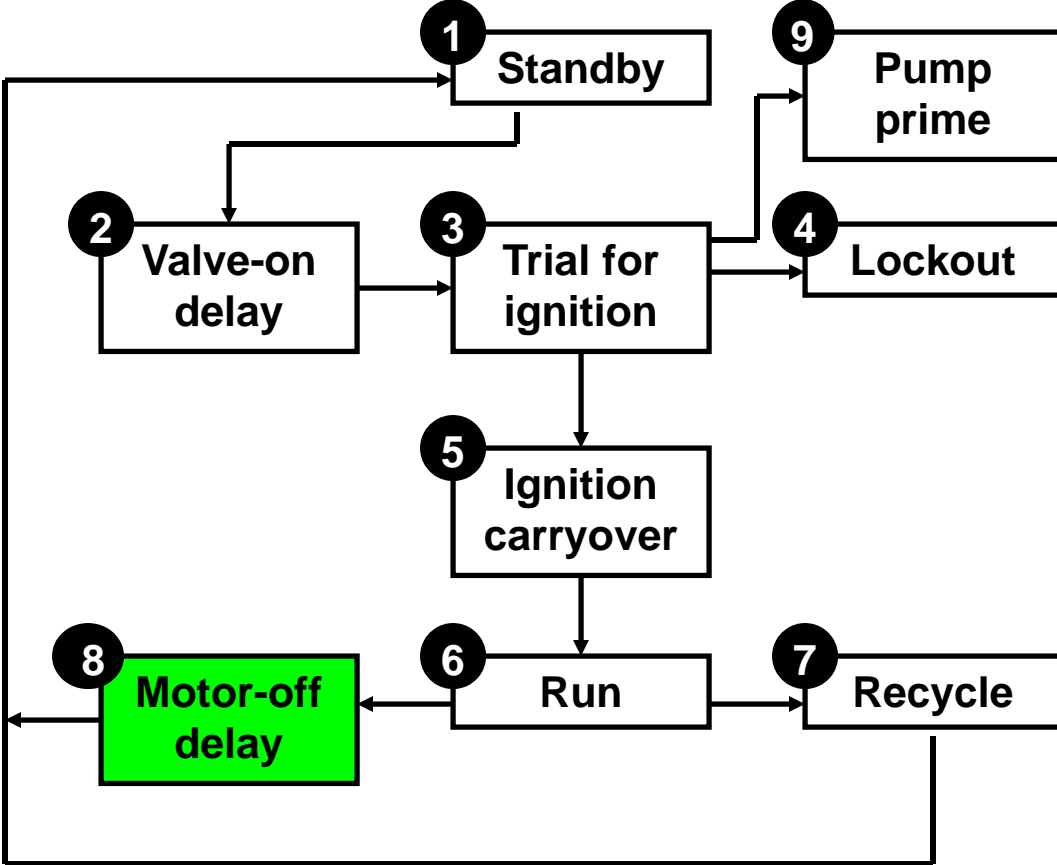 1
Standby
9
Pump
prime
2
Valve-on
delay
3
Trial for
ignition
4
Lockout
5
Ignition
carryover
8
Motor-off
delay
6
Run
7
Recycle